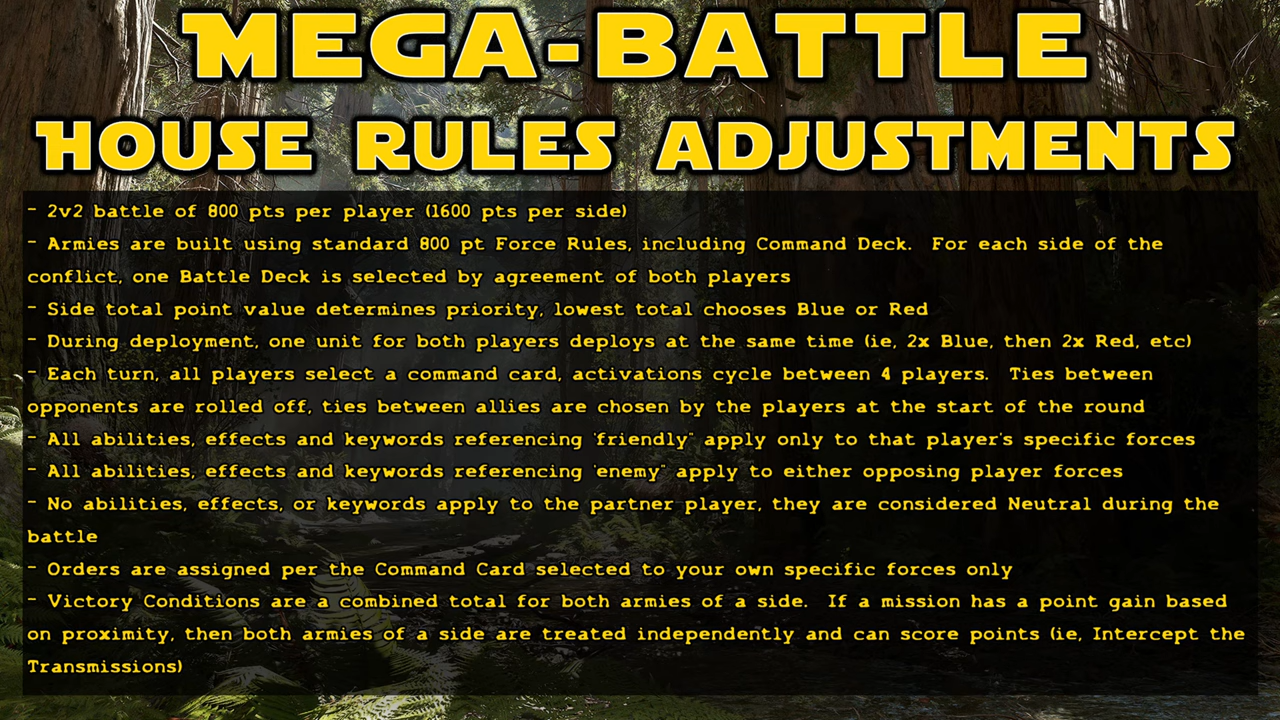 MEGA-BATTLE
HOUSE RULES ADJUSTMENTS
- 2v2 battle of 800 pts per player (1600 pts per side)
- Armies are built using standard 800 pt Force Rules, including Command Deck.  For each side of the
conflict, one Battle Deck is selected by agreement of both players
- Side total point value determines priority, lowest total chooses Blue or Red
- During deployment, one unit for both players deploys at the same time (ie, 2x Blue, then 2x Red, etc)
- Each turn, all players select a command card, activations cycle between 4 players.  Ties between
opponents are rolled off, ties between allies are chosen by the players at the start of the round
- All abilities, effects and keywords referencing 'friendly" apply only to that player's specific forces
- All abilities, effects and keywords referencing 'enemy" apply to either opposing player forces
- No abilities, effects, or keywords apply to the partner player, they are considered Neutral during the
battle
- Orders are assigned per the Command Card selected to your own specific forces only
- Victory Conditions are a combined total for both armies of a side.  If a mission has a point gain based
on proximity, then both armies of a side are treated independently and can score points (ie, Intercept the
Transmissions)